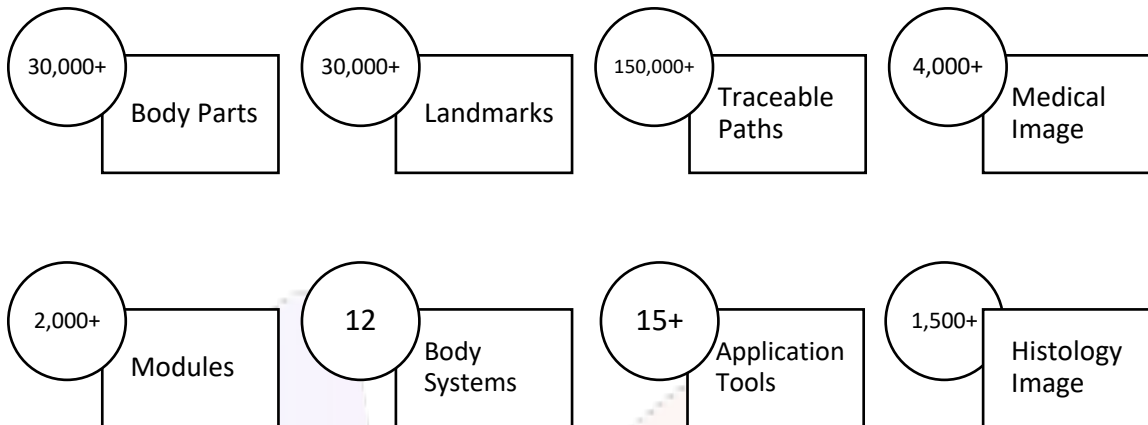 30,000+
Body Parts
30,000+
Landmarks
150,000+
Traceable
Paths
4,000+
Medical
Image
2,000+
Modules
12
Body
Systems
15+
Application
Tools
1,500+
Histology
Image